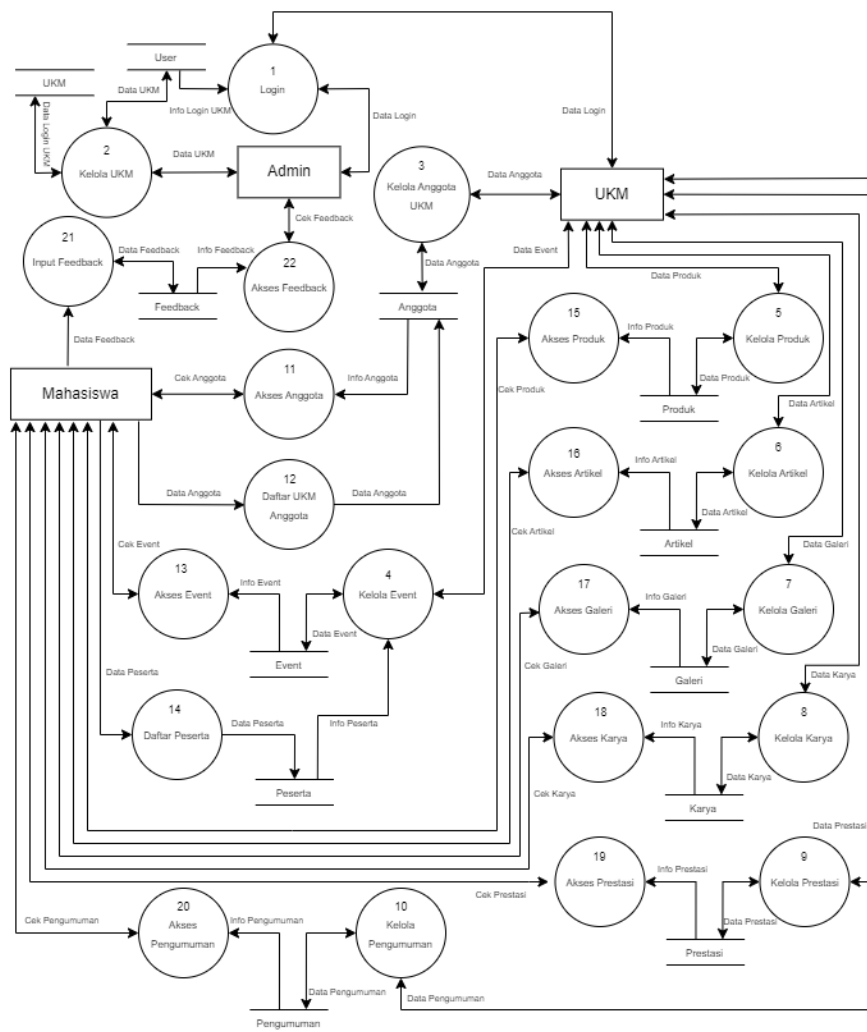 1
Login
User
UKM
Data UKM
Info Login UKM
Data Login
Data Login
Data Login UKM
2
Kelola UKM
Data UKM
Admin
3
Kelola Anggota
UKM
Data Anggota
UKM
Cek Feedback
21
Input Feedback
Data Feedback
Info Feedback
22
Akses Feedback
Feedback
Data Anggota
Anggota
Data Event
Data Produk
15
Akses Produk
Info Produk
5
Kelola Produk
Data Produk
Produk
Cek Produk
Data Feedback
Mahasiswa
Cek Anggota
11
Akses Anggota
Info Anggota
Data Artikel
16
Akses Artikel
Info Artikel
6
Kelola Artikel
Data Artikel
Artikel
Cek Artikel
Data Anggota
12
Daftar UKM
Anggota
Data Anggota
Cek Event
13
Akses Event
Info Event
4
Kelola Event
Data Event
Event
Data Galeri
17
Akses Galeri
Info Galeri
7
Kelola Galeri
Data Galeri
Galeri
Cek Galeri
Data Peserta
14
Daftar Peserta
Data Peserta
Info Peserta
Peserta
Data Karya
18
Akses Karya
Info Karya
8
Kelola Karya
Data Karya
Karya
Cek Karya
Data Prestasi
19
Akses Prestasi
Info Prestasi
9
Kelola Prestasi
Data Prestasi
Prestasi
Cek Prestasi
Cek Pengumuman
20
Akses
Pengumuman
Info Pengumuman
10
Kelola
Pengumuman
Data Pengumuman
Data Pengumuman
Pengumuman